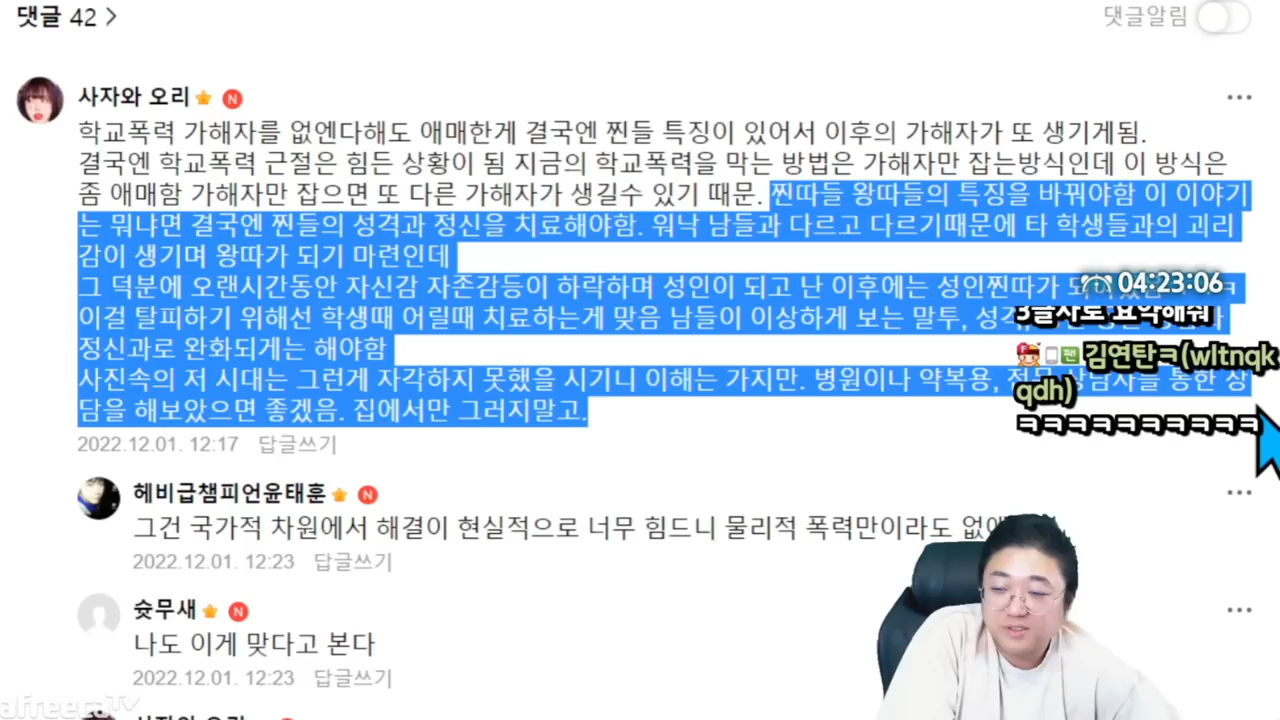 댓글 42 >
댓글알림
사자와 오리 N
학교폭력 가해자를 없엔다해도 애매한게 결국엔 찐들 특징이 있어서 이후의 가해자가 또 생기게됨.
결국엔 학교폭력 근절은 힘든 상황이 됨 지금의 학교폭력을 막는 방법은 가해자만 잡는방식인데 이 방식은
좀 애매함 가해자만 잡으면 또 다른 가해자가 생길수 있기 때문. 찐따들 왕따들의 특징을 바꿔야함 이 이야기
는 뭐냐면 결국엔 찐들의 성격과 정신을 치료해야함. 워낙 남들과 다르고 다르기때문에 타 학생들과의 괴리
감이 생기며 왕따가 되기 마련인데
그 덕분에 오랜시간동안 자신감 자존감등이 하락하며 성인이 되고 난 이후에는 성인찐따가
04:23:06
이걸 탈피하기 위해선 학생때 어릴때 치료하는게 맞음 남들이 이상하게 보는 말투,
3글자로 요약해줘
정신과로 완화되게는 해야함
팬 김연탄ㅋ(wltnqk
사진속의 저 시대는 그런게 자각하지 못했을 시기니 이해는 가지만. 병원이나 약복용, 상담사를 통한 상
qdh)
담을 해보았으면 좋겠음. 집에서만 그러지말고.
ㅋㅋㅋㅋㅋㅋㅋㅋㅋㅋㅋ
2022.12.01. 12:17 답글쓰기
헤비급챔피언윤태훈 N
그건 국가적 차원에서 해결이 현실적으로 너무 힘드니 물리적 폭력만이라도
2022.12.01. 12:23 답글쓰기
슛무새 N
나도 이게 맞다고 본다
2022.12.01. 12:23 답글쓰기
afreecaTV